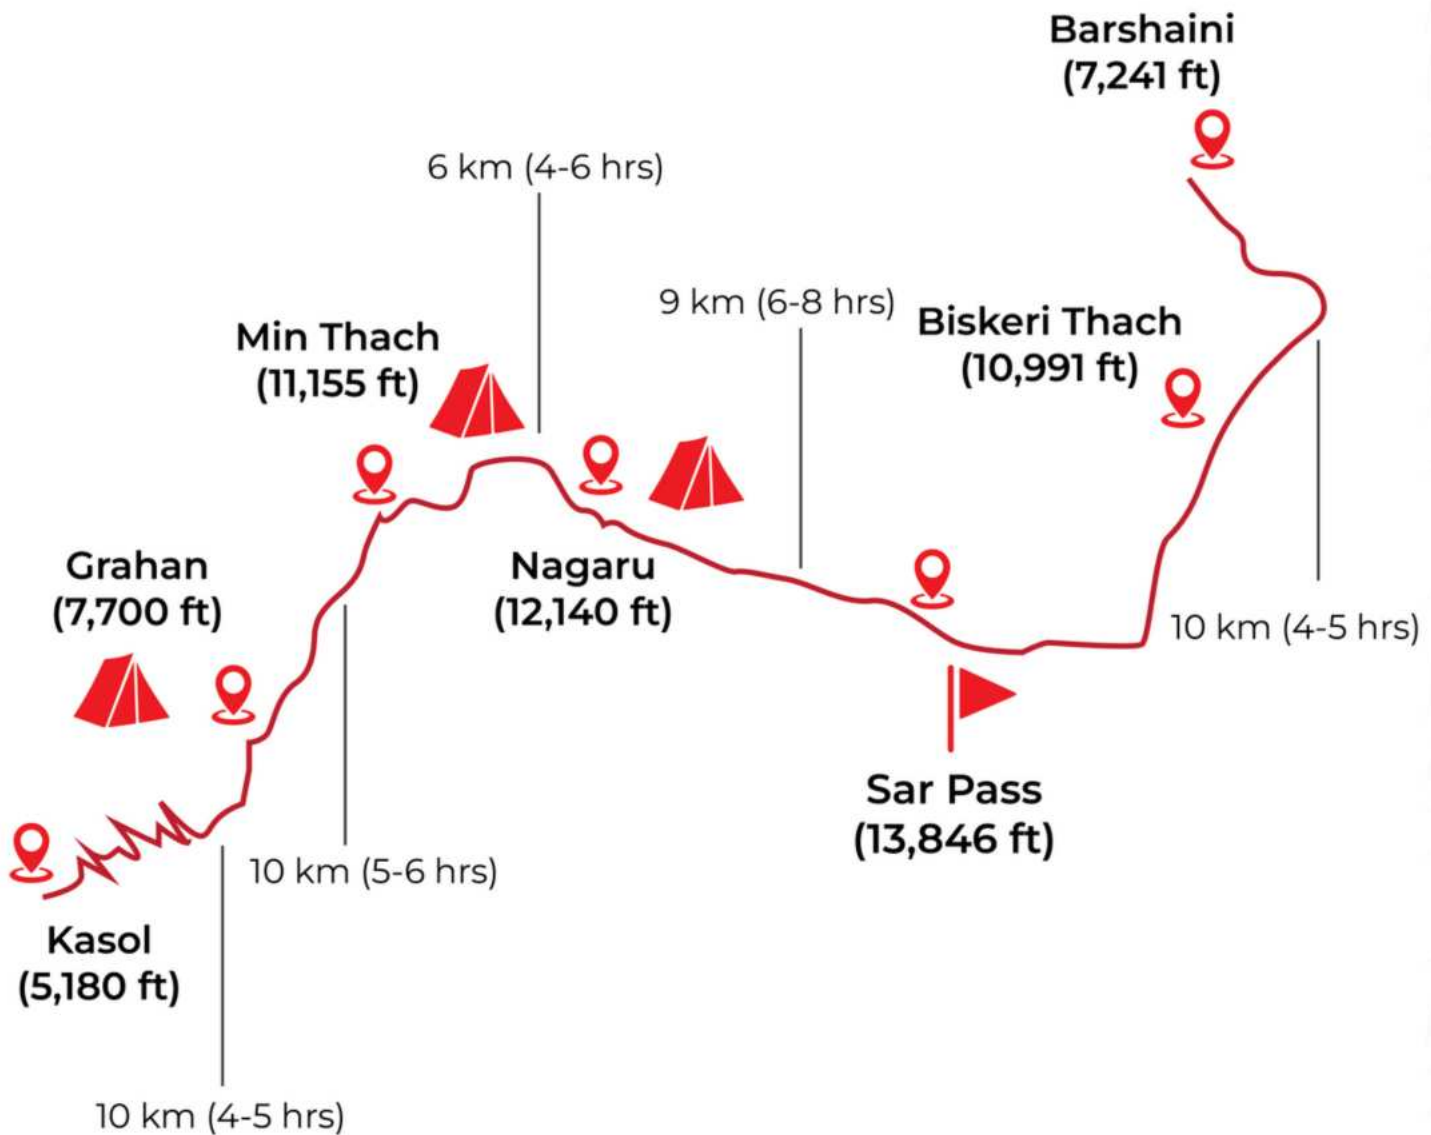 Barshaini
(7,241 ft)
6 km (4-6 hrs)
9 km (6-8 hrs)
Biskeri Thach
(10,991 ft)
Min Thach
(11,155 ft)
Grahan
(7,700 ft)
Nagaru
(12,140 ft)
10 km (4-5 hrs)
Sar Pass
(13,846 ft)
10 km (5-6 hrs)
Kasol
(5,180 ft)
10 km (4-5 hrs)